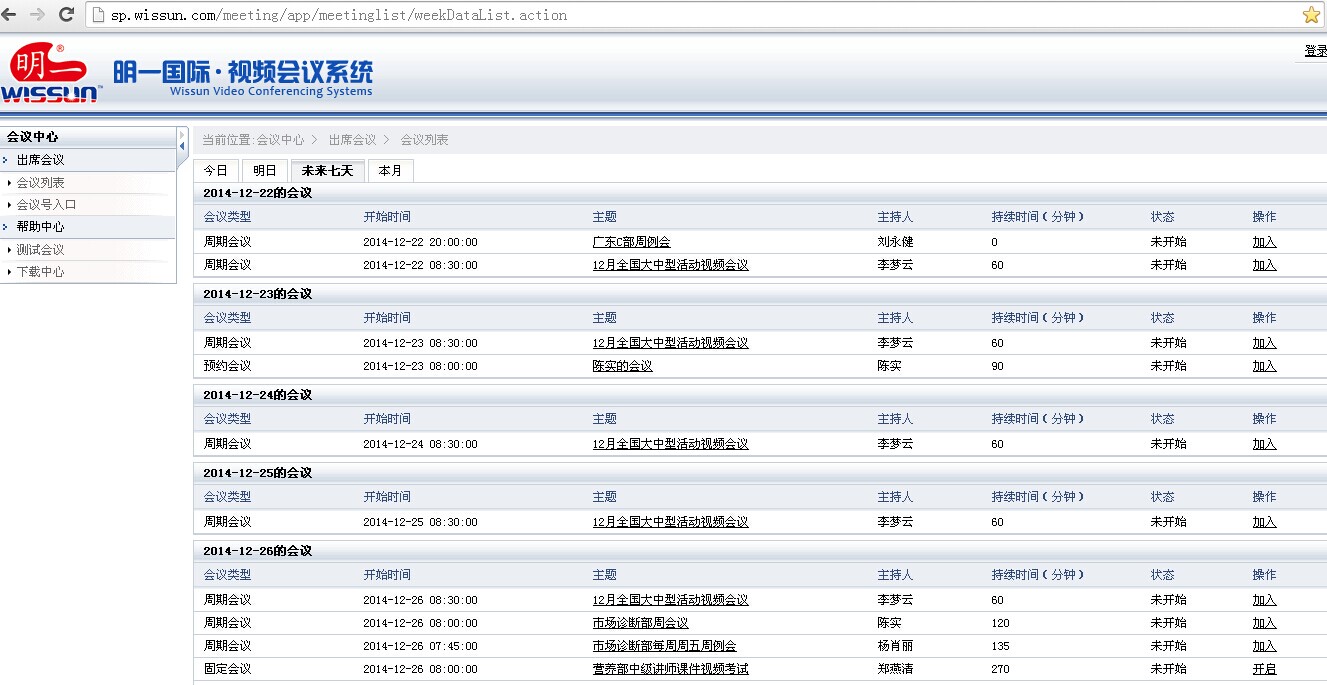 sp.wissun.com/meeting/app/meetinglist/weekDataList.action
登录
明一
®
WISSUN™
明一国际·视频会议系统
Wissun Video Conferencing Systems
会议中心
出席会议
会议列表
会议号入口
帮助中心
测试会议
下载中心
当前位置:会议中心 > 出席会议 > 会议列表
今日 明日 未来七天 本月
2014-12-22的会议
会议类型 开始时间 主题 主持人 持续时间(分钟) 状态 操作
周期会议 2014-12-22 20:00:00 广东C部周例会 刘永健 0 未开始 加入
周期会议 2014-12-22 08:30:00 12月全国大中型活动视频会议 李梦云 60 未开始 加入
2014-12-23的会议
会议类型 开始时间 主题 主持人 持续时间(分钟) 状态 操作
周期会议 2014-12-23 08:30:00 12月全国大中型活动视频会议 李梦云 60 未开始 加入
预约会议 2014-12-23 08:00:00 陈实的会议 陈实 90 未开始 加入
2014-12-24的会议
会议类型 开始时间 主题 主持人 持续时间(分钟) 状态 操作
周期会议 2014-12-24 08:30:00 12月全国大中型活动视频会议 李梦云 60 未开始 加入
2014-12-25的会议
会议类型 开始时间 主题 主持人 持续时间(分钟) 状态 操作
周期会议 2014-12-25 08:30:00 12月全国大中型活动视频会议 李梦云 60 未开始 加入
2014-12-26的会议
会议类型 开始时间 主题 主持人 持续时间(分钟) 状态 操作
周期会议 2014-12-26 08:30:00 12月全国大中型活动视频会议 李梦云 60 未开始 加入
周期会议 2014-12-26 08:00:00 市场诊断部周会议 陈实 120 未开始 加入
周期会议 2014-12-26 07:45:00 市场诊断部每周周五周例会 杨肖丽 135 未开始 加入
固定会议 2014-12-26 08:00:00 营养部中级讲师课件视频考试 郑燕清 270 未开始 开启